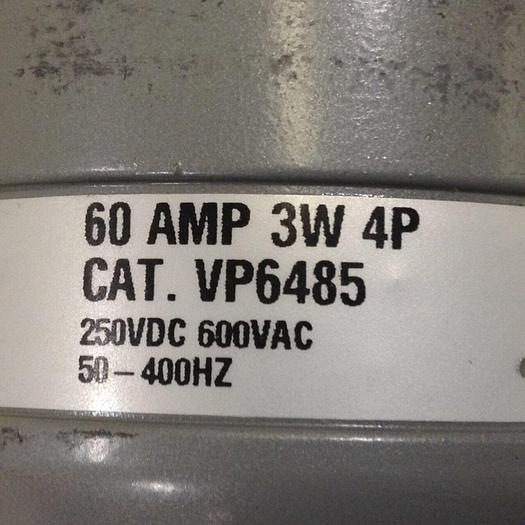 60 AMP 3W 4P
CAT. VP6485
250VDC 600VAC
50-400HZ